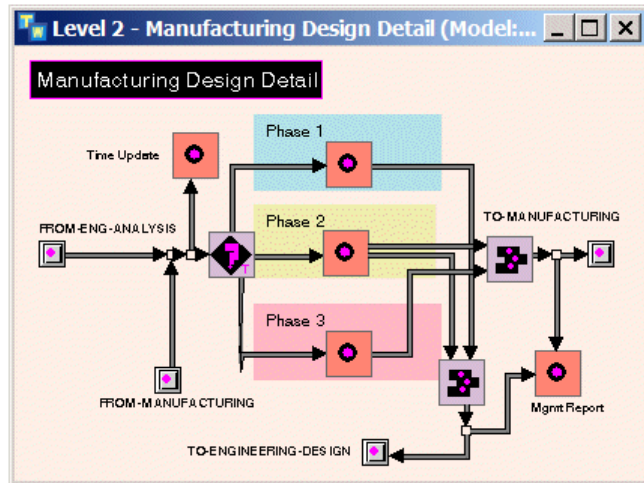 TW Level 2 - Manufacturing Design Detail (Model:...
Manufacturing Design Detail
Phase 1
Time Update
Phase 2
TO-MANUFACTURING
FROM-ENG-ANALYSIS
T
Phase 3
FROM-MANUFACTURING
Mgmt Report
TO-ENGINEERING-DESIGN